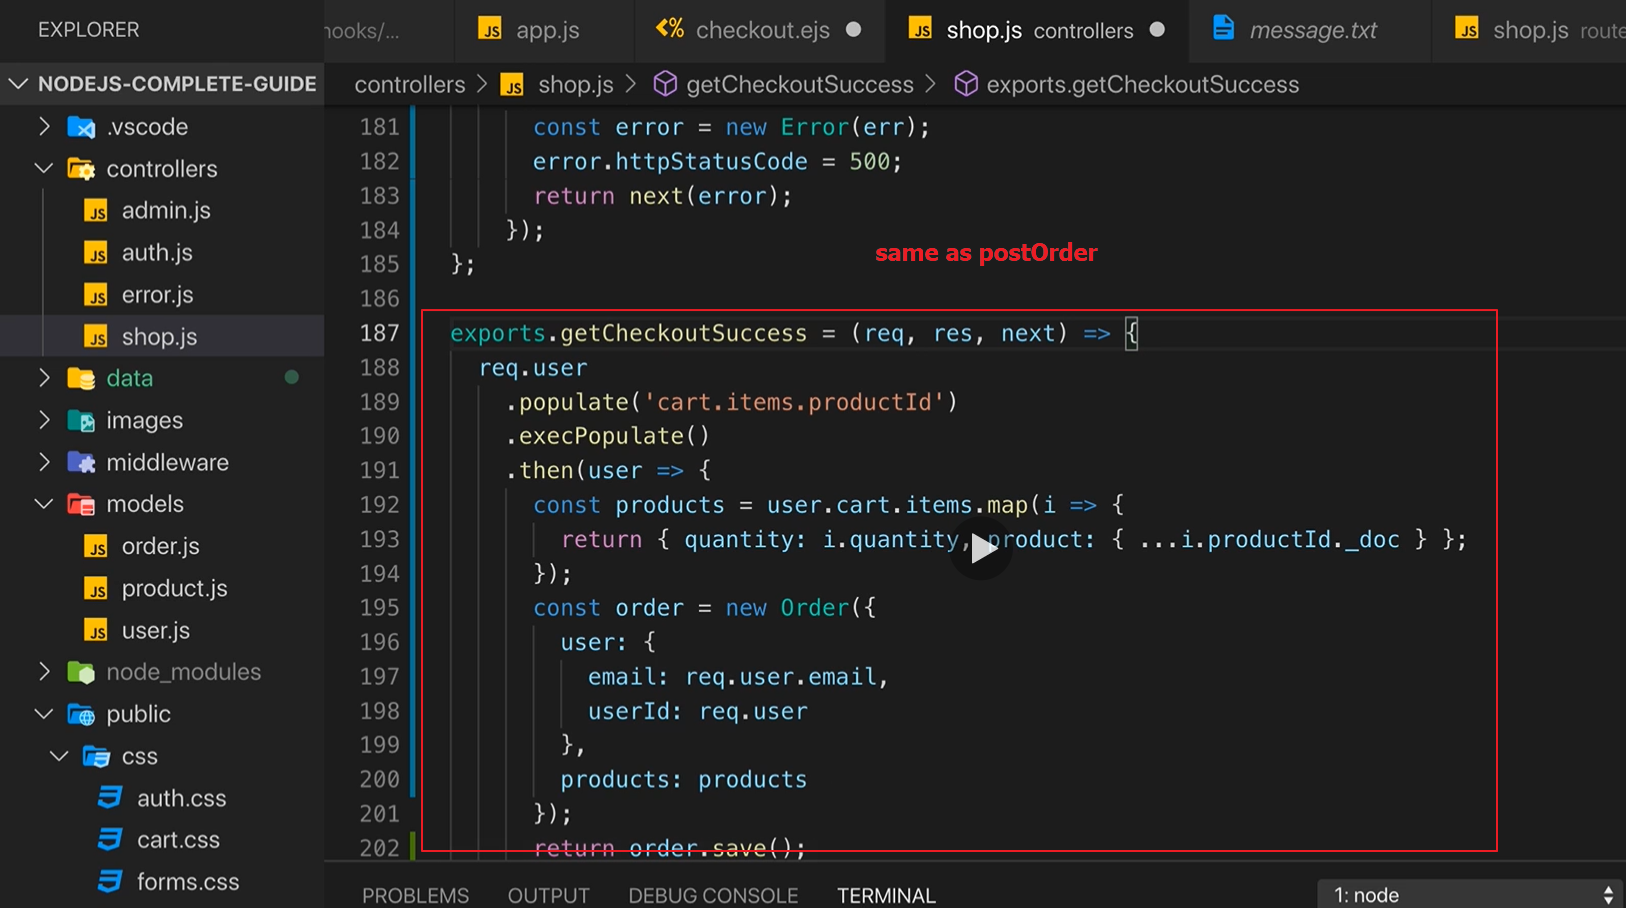 EXPLORER
nooks/...
app.js
checkout.ejs
shop.js controllers
message.txt
shop.js route
NODEJS-COMPLETE-GUIDE
controllers > shop.js > getCheckoutSuccess > exports.getCheckoutSuccess
.vscode
controllers
admin.js
auth.js
error.js
shop.js
data
images
middleware
models
order.js
product.js
user.js
node_modules
public
css
auth.css
cart.css
forms.css
181 const error = new Error(err);
182 error.httpStatusCode = 500;
183 return next(error);
184 });
185 };
same as postOrder
186
187 exports.getCheckoutSuccess = (req, res, next) => {
188 req.user
189 .populate('cart.items.productId')
190 .execPopulate()
191 .then(user => {
192 const products = user.cart.items.map(i => {
193 return { quantity: i.quantity, product: { ...i.productId._doc } };
194 });
195 const order = new Order({
196 user: {
197 email: req.user.email,
198 userId: req.user
199 },
200 products: products
201 });
202 return order.save();
PROBLEMS OUTPUT DEBUG CONSOLE TERMINAL
1: node